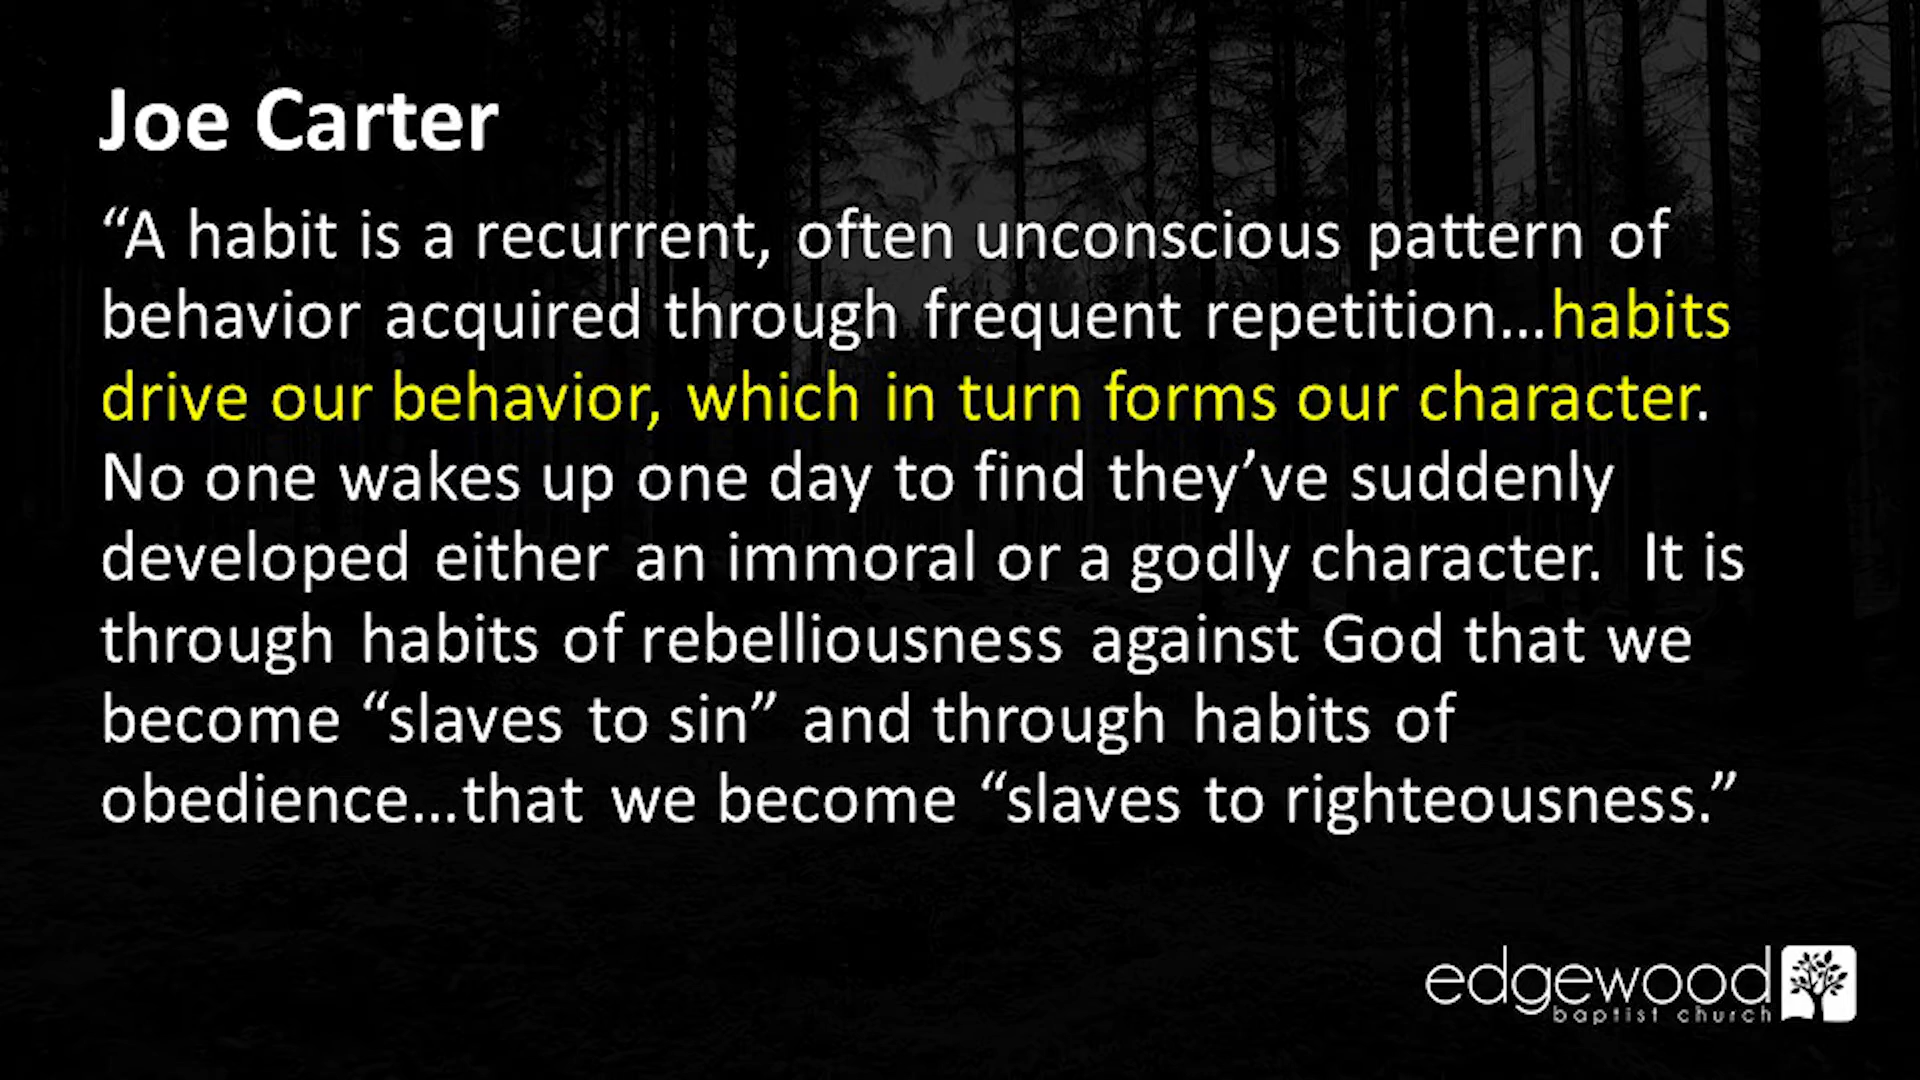 Joe Carter
“A habit is a recurrent, often unconscious pattern of
behavior acquired through frequent repetition...habits
drive our behavior, which in turn forms our character.
No one wakes up one day to find they’ve suddenly
developed either an immoral or a godly character.  It is
through habits of rebelliousness against God that we
become “slaves to sin” and through habits of
obedience...that we become “slaves to righteousness.”
edgewood
baptist church